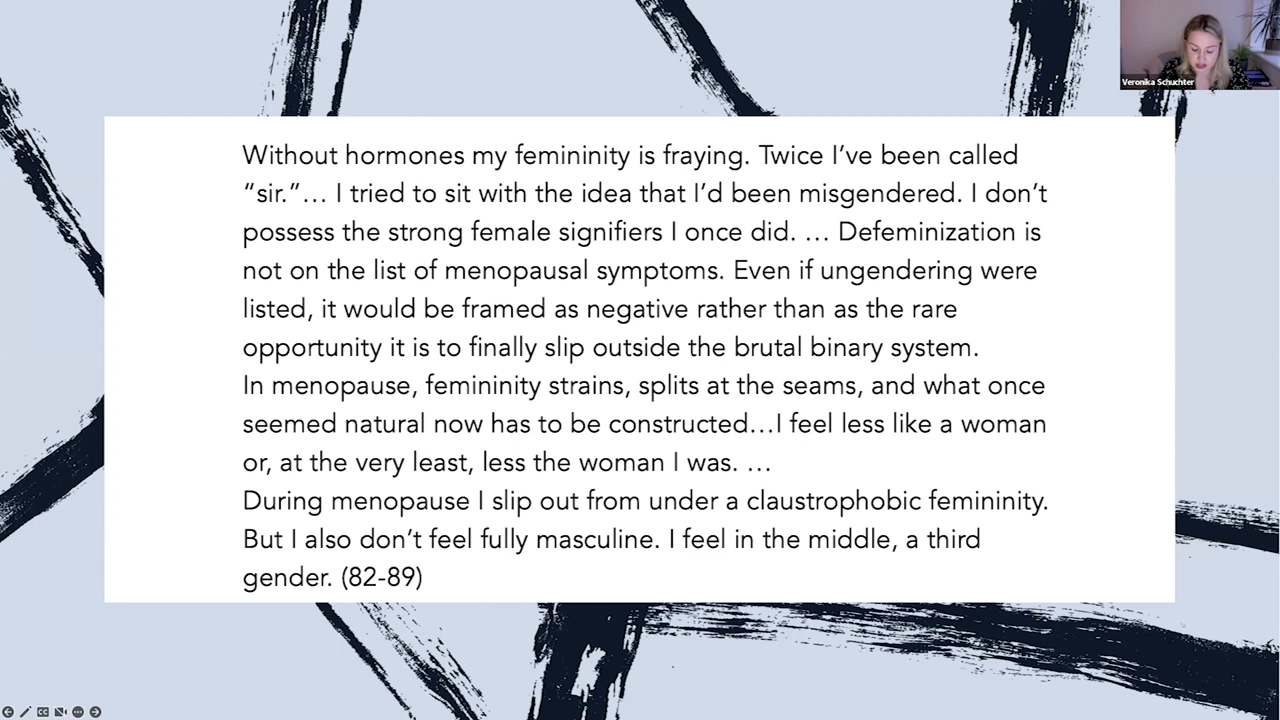 Veronika Schuchter
Without hormones my femininity is fraying. Twice I’ve been called
“sir.”… I tried to sit with the idea that I’d been misgendered. I don’t
possess the strong female signifiers I once did. … Defeminization is
not on the list of menopausal symptoms. Even if ungendering were
listed, it would be framed as negative rather than as the rare
opportunity it is to finally slip outside the brutal binary system.
In menopause, femininity strains, splits at the seams, and what once
seemed natural now has to be constructed…I feel less like a woman
or, at the very least, less the woman I was. …
During menopause I slip out from under a claustrophobic femininity.
But I also don’t feel fully masculine. I feel in the middle, a third
gender. (82-89)